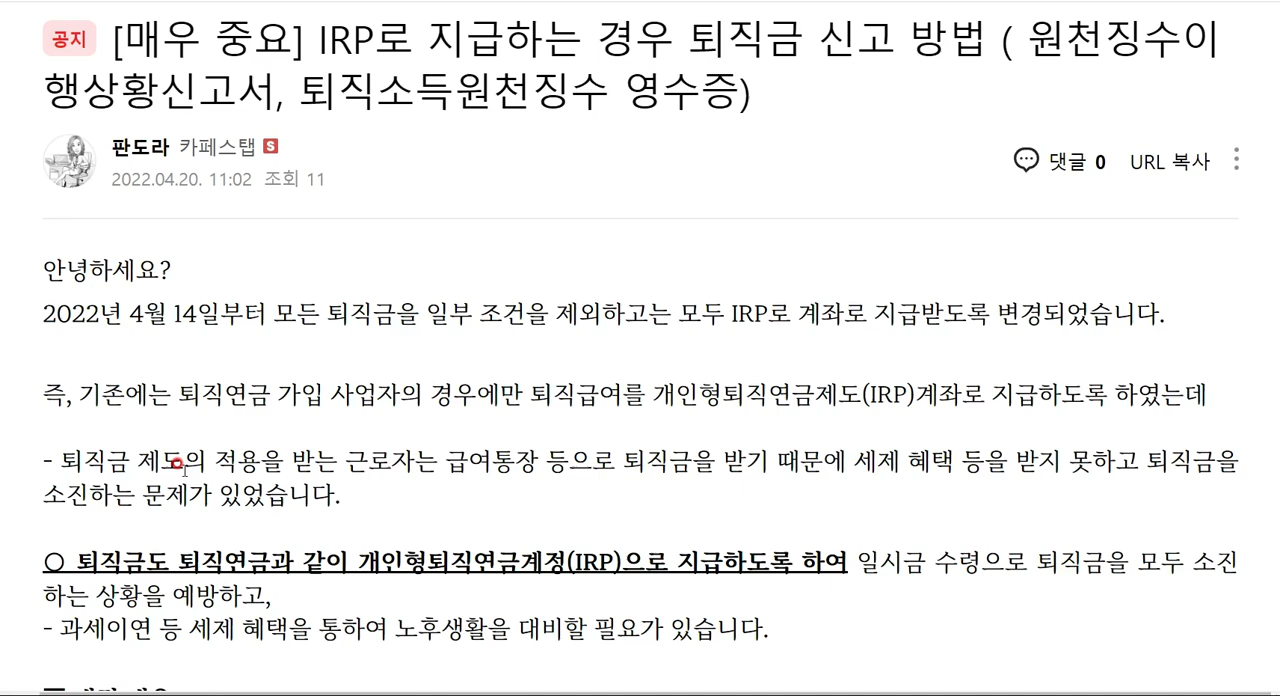 공지 [매우 중요] IRP로 지급하는 경우 퇴직금 신고 방법 ( 원천징수이
행상황신고서, 퇴직소득원천징수 영수증)
판도라 카페스탭 S
2022.04.20. 11:02 조회 11
댓글 0 URL 복사
안녕하세요?
2022년 4월 14일부터 모든 퇴직금을 일부 조건을 제외하고는 모두 IRP로 계좌로 지급받도록 변경되었습니다.
즉, 기존에는 퇴직연금 가입 사업자의 경우에만 퇴직급여를 개인형퇴직연금제도(IRP)계좌로 지급하도록 하였는데
- 퇴직금 제도의 적용을 받는 근로자는 급여통장 등으로 퇴직금을 받기 때문에 세제 혜택 등을 받지 못하고 퇴직금을
소진하는 문제가 있었습니다.
○ 퇴직금도 퇴직연금과 같이 개인형퇴직연금계정(IRP)으로 지급하도록 하여 일시금 수령으로 퇴직금을 모두 소진
하는 상황을 예방하고,
- 과세이연 등 세제 혜택을 통하여 노후생활을 대비할 필요가 있습니다.